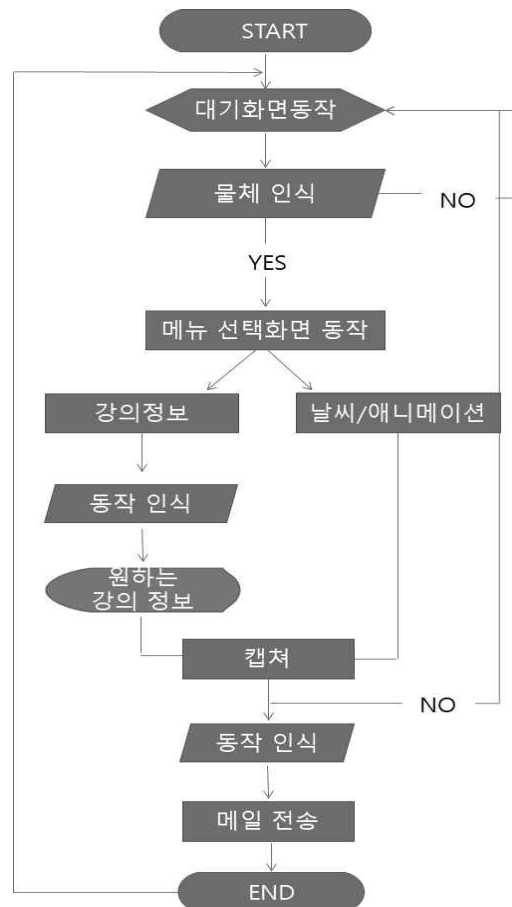 START
대기화면동작
물체 인식
NO
YES
메뉴 선택화면 동작
강의정보
날씨/애니메이션
동작 인식
원하는
강의 정보
캡쳐
NO
동작 인식
메일 전송
END